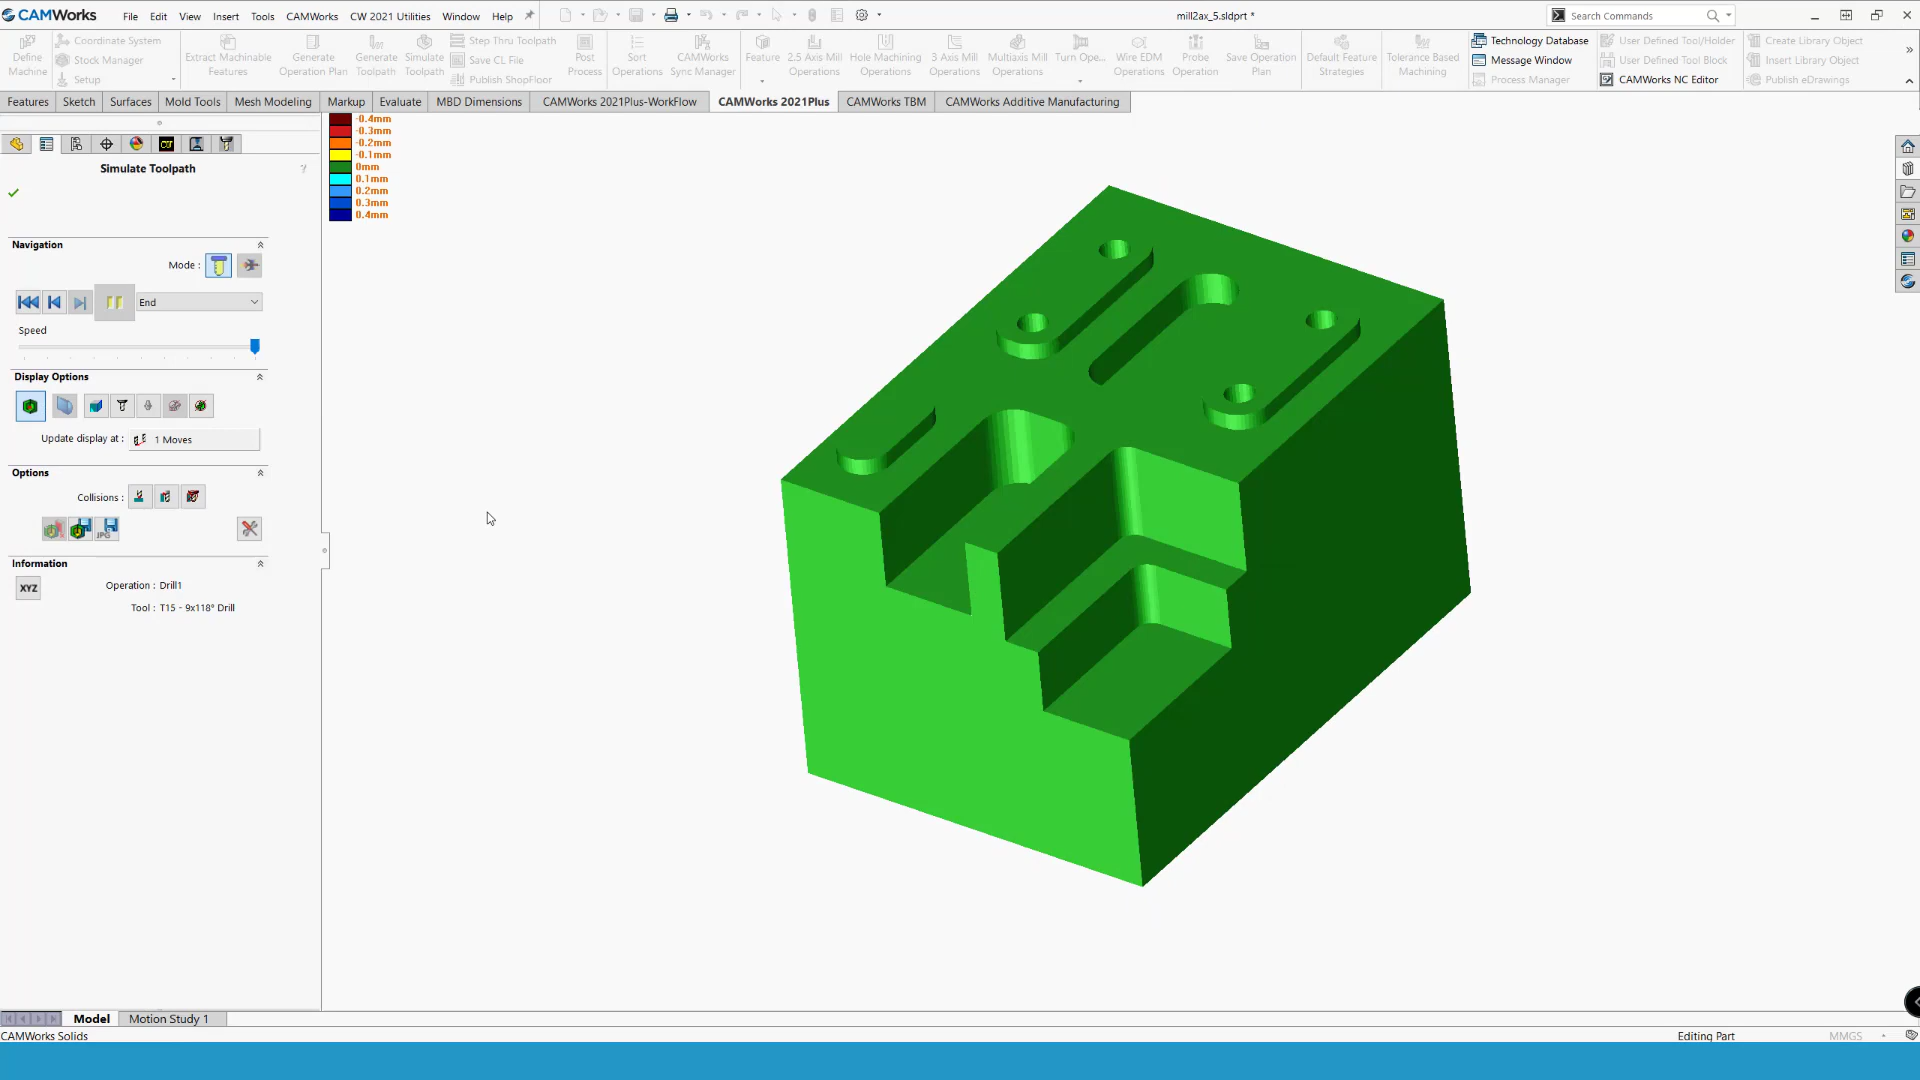 CAMWorks File Edit View Insert Tools CAMWorks CW 2021 Utilities Window Help mill2ax_5.sldprt * Search Commands
Define Machine
Coordinate System
Stock Manager
Setup
Extract Machinable Features
Generate Operation Plan
Generate Toolpath
Simulate Toolpath
Step Thru Toolpath
Save CL File
Publish ShopFloor
Post Process
Sort Operations
CAMWorks Sync Manager
Feature
2.5 Axis Mill Operations
Hole Machining Operations
3 Axis Mill Operations
Multiaxis Mill Operations
Turn Ope...
Wire EDM Operations
Probe Operation
Save Operation Plan
Default Feature Strategies
Tolerance Based Machining
Technology Database
Message Window
Process Manager
User Defined Tool/Holder
User Defined Tool Block
CAMWorks NC Editor
Create Library Object
Insert Library Object
Publish eDrawings
Features Sketch Surfaces Mold Tools Mesh Modeling Markup Evaluate MBD Dimensions CAMWorks 2021Plus-WorkFlow CAMWorks 2021Plus CAMWorks TBM CAMWorks Additive Manufacturing
-0.4mm
-0.3mm
-0.2mm
-0.1mm
0mm
0.1mm
0.2mm
0.3mm
0.4mm
Simulate Toolpath ?
Navigation
Mode :
End
Speed
Display Options
Update display at : 1 Moves
Options
Collisions :
JPG
Information
XYZ Operation : Drill1
Tool : T15 - 9x118° Drill
Model Motion Study 1
CAMWorks Solids Editing Part MMGS